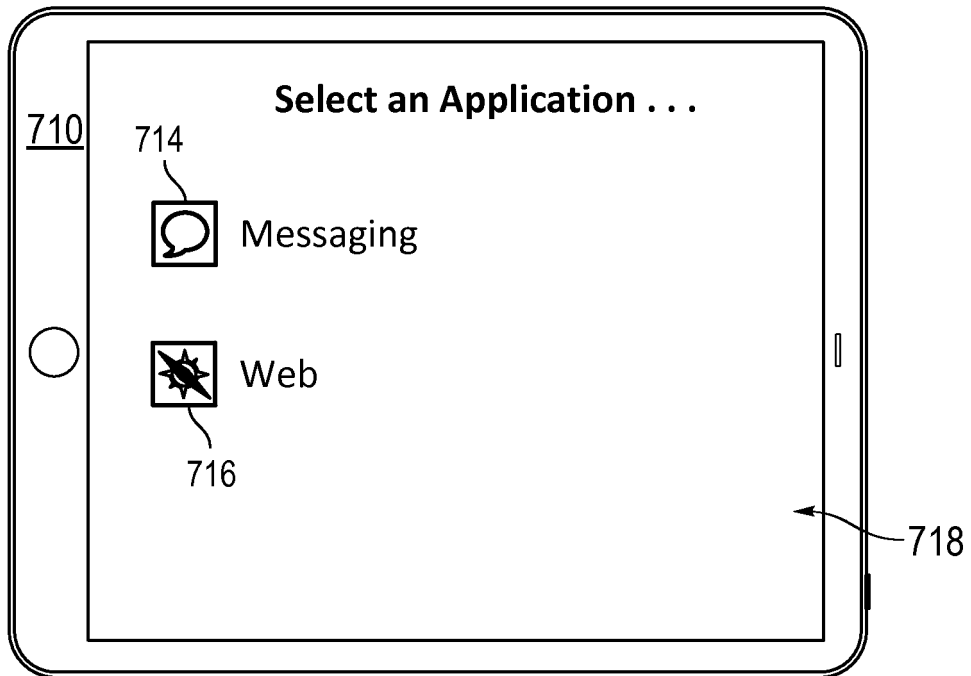 Select an Application . . .
710
714
Messaging
Web
716
718